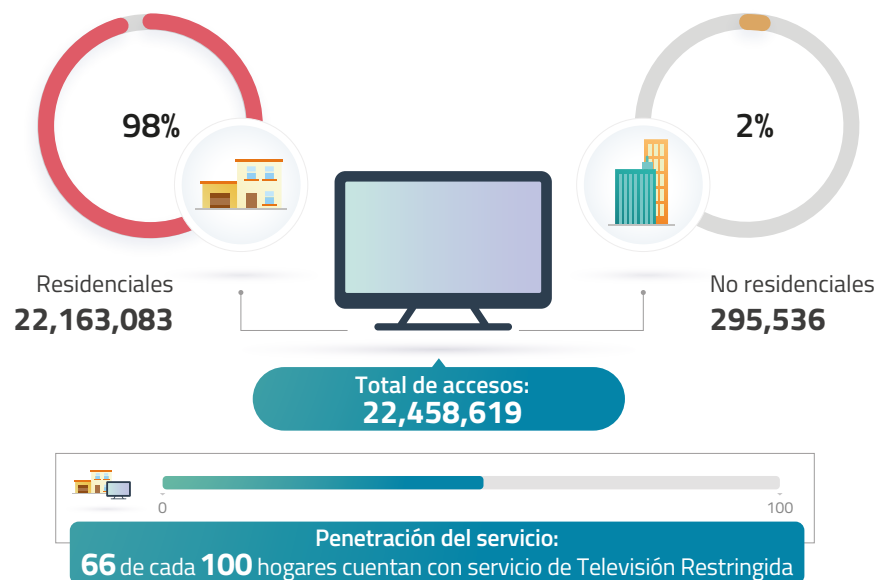 98%
2%
Residenciales
22,163,083
No residenciales
295,536
Total de accesos:
22,458,619
0
100
Penetración del servicio:
66 de cada 100 hogares cuentan con servicio de Televisión Restringida